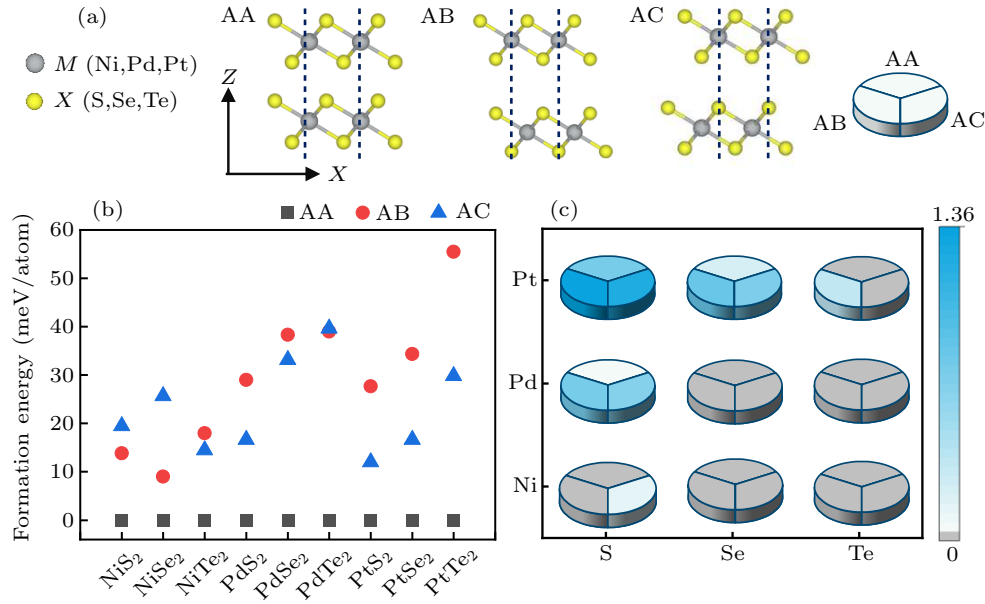 (a)
AA
AB
AC
M (Ni,Pd,Pt)
X (S,Se,Te)
Z
X
AA
AB
AC
(b)
AA
AB
AC
Formation energy (meV/atom)
60
50
40
30
20
10
0
NiS₂
NiSe₂
NiTe₂
PdS₂
PdSe₂
PdTe₂
PtS₂
PtSe₂
PtTe₂
(c)
1.36
Pt
Pd
Ni
S
Se
Te
0